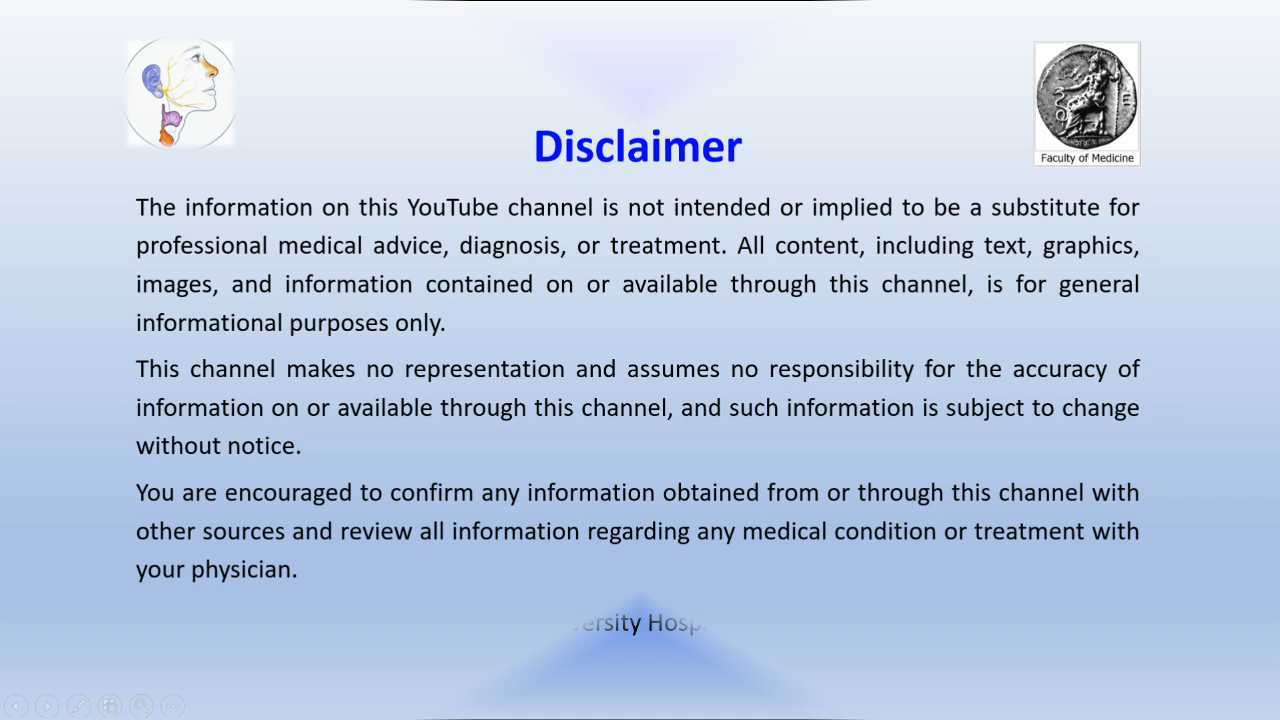 Disclaimer
Faculty of Medicine
The information on this YouTube channel is not intended or implied to be a substitute for
professional medical advice, diagnosis, or treatment. All content, including text, graphics,
images, and information contained on or available through this channel, is for general
informational purposes only.
This channel makes no representation and assumes no responsibility for the accuracy of
information on or available through this channel, and such information is subject to change
without notice.
You are encouraged to confirm any information obtained from or through this channel with
other sources and review all information regarding any medical condition or treatment with
your physician.